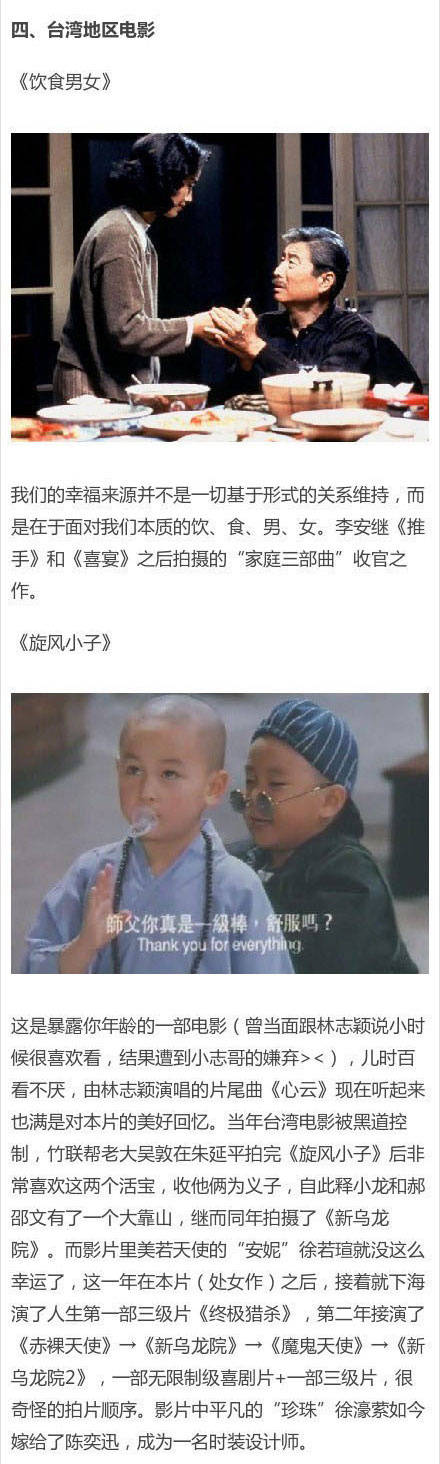 四、台湾地区电影
《饮食男女》
我们的幸福来源并不是一切基于形式的关系维持，而
是在于面对我们本质的饮、食、男、女。李安继《推
手》和《喜宴》之后拍摄的“家庭三部曲”收官之
作。
《旋风小子》
師父你真是一級棒，舒服嗎？
Thank you for everything.
这是暴露你年龄的一部电影（曾当面跟林志颖说小时
候很喜欢看，结果遭到小志哥的嫌弃><），儿时百
看不厌，由林志颖演唱的片尾曲《心云》现在听起来
也满是对本片的美好回忆。当年台湾电影被黑道控
制，竹联帮老大吴敦在朱延平拍完《旋风小子》后非
常喜欢这两个活宝，收他俩为义子，自此释小龙和郝
邵文有了一个大靠山，继而同年拍摄了《新乌龙
院》。而影片里美若天使的“安妮”徐若瑄就没这么
幸运了，这一年在本片（处女作）之后，接着就下海
演了人生第一部三级片《终极猎杀》，第二年接演了
《赤裸天使》→《新乌龙院》→《魔鬼天使》→《新
乌龙院2》，一部无限制级喜剧片+一部三级片，很
奇怪的拍片顺序。影片中平凡的“珍珠”徐濠萦如今
嫁给了陈奕迅，成为一名时装设计师。